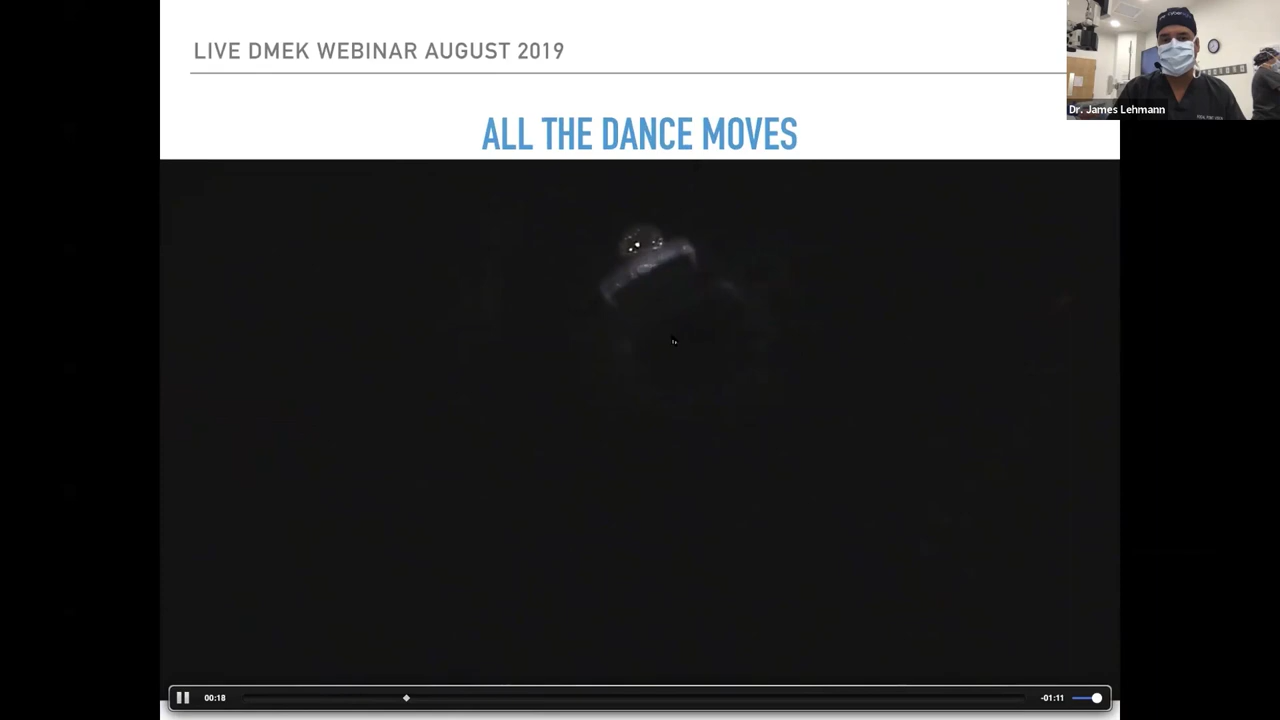 LIVE DMEK WEBINAR AUGUST 2019
Dr. James Lehmann
ALL THE DANCE MOVES
00:18
-01:11